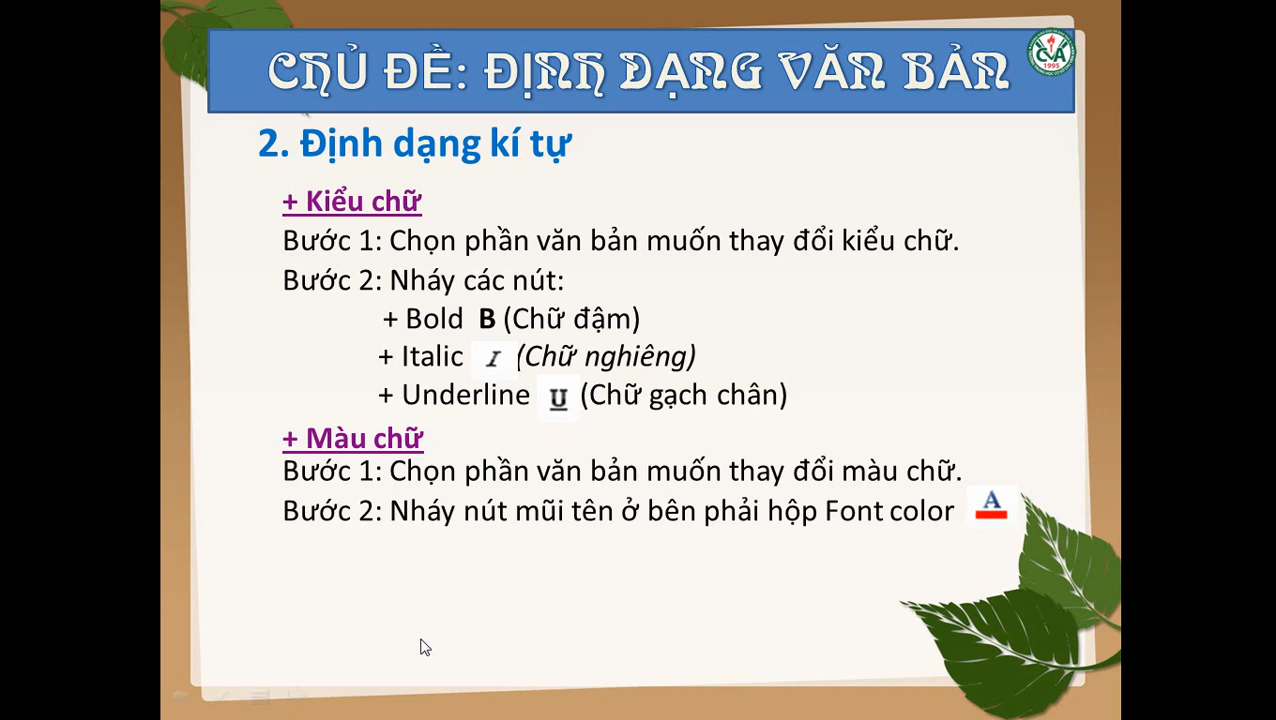 CHỦ ĐỀ: ĐỊNH DẠNG VĂN BẢN
CVA
1995
2. Định dạng kí tự
+ Kiểu chữ
Bước 1: Chọn phần văn bản muốn thay đổi kiểu chữ.
Bước 2: Nháy các nút:
+ Bold B (Chữ đậm)
+ Italic I (Chữ nghiêng)
+ Underline U (Chữ gạch chân)
+ Màu chữ
Bước 1: Chọn phần văn bản muốn thay đổi màu chữ.
Bước 2: Nháy nút mũi tên ở bên phải hộp Font color A